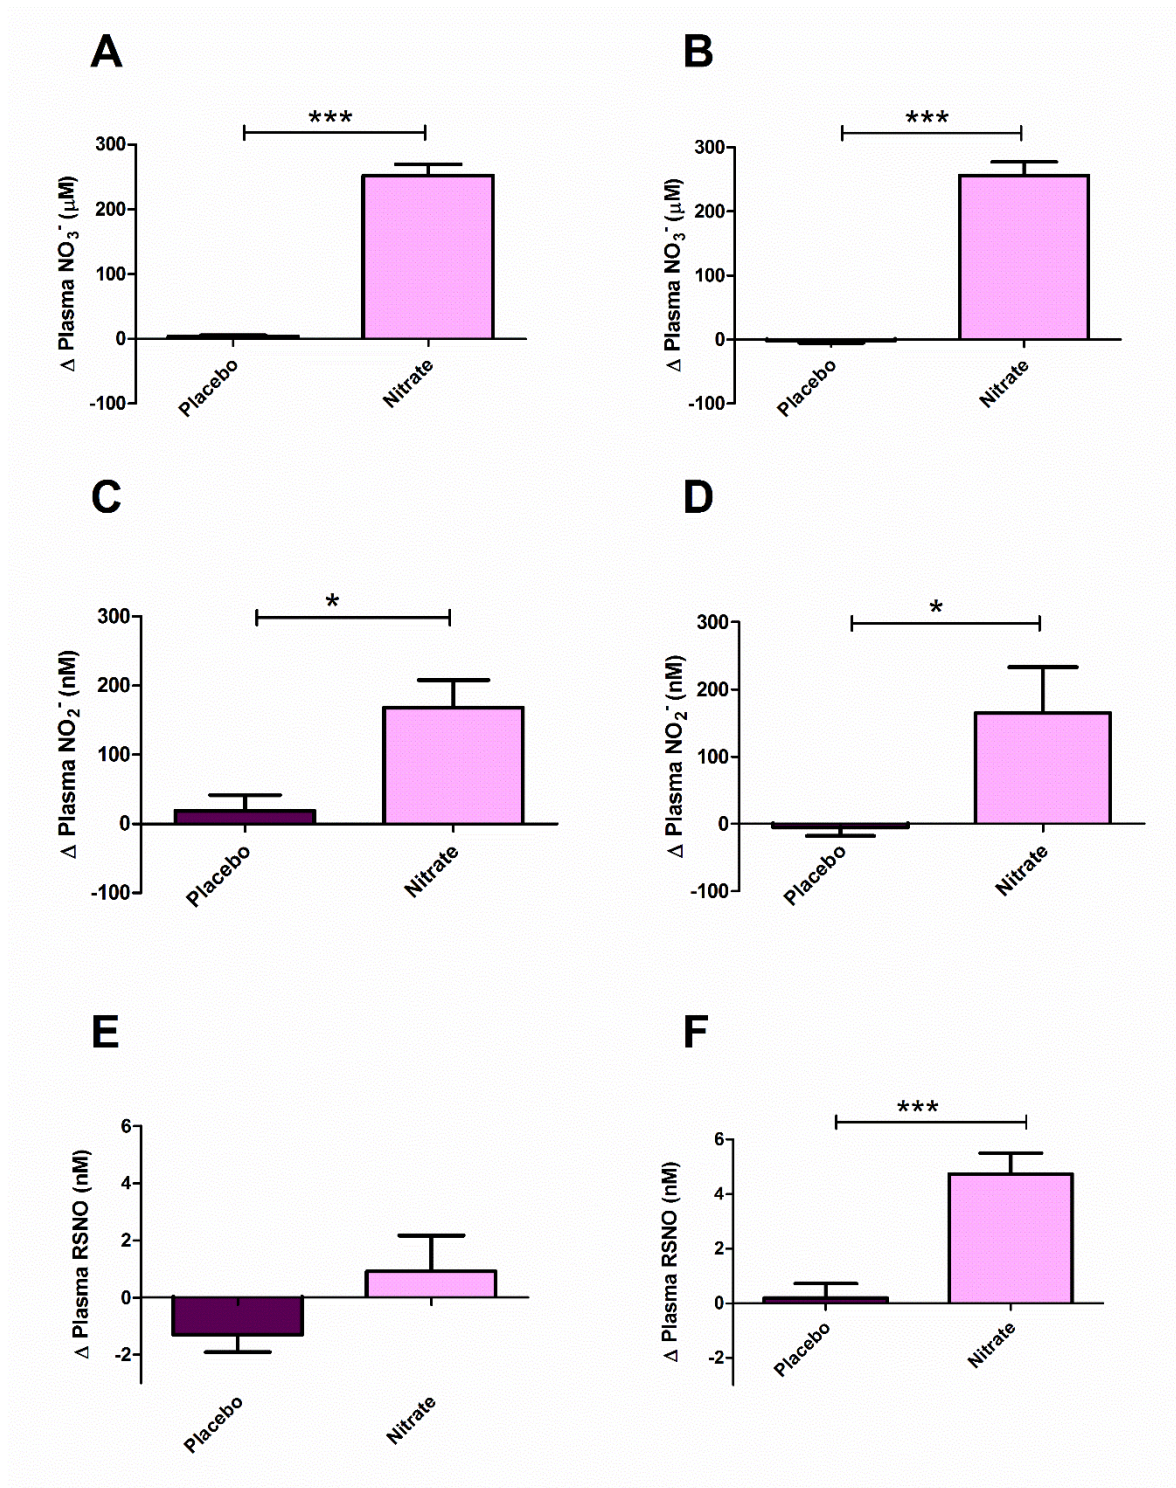 A
***
300
200
100
0
-100
Δ Plasma NO3- (μM)
Placebo
Nitrate
B
***
300
200
100
0
-100
Δ Plasma NO3- (μM)
Placebo
Nitrate
C
*
300
200
100
0
-100
Δ Plasma NO2- (nM)
Placebo
Nitrate
D
*
300
200
100
0
-100
Δ Plasma NO2- (nM)
Placebo
Nitrate
E
6
4
2
0
-2
Δ Plasma RSNO (nM)
Placebo
Nitrate
F
***
6
4
2
0
-2
Δ Plasma RSNO (nM)
Placebo
Nitrate